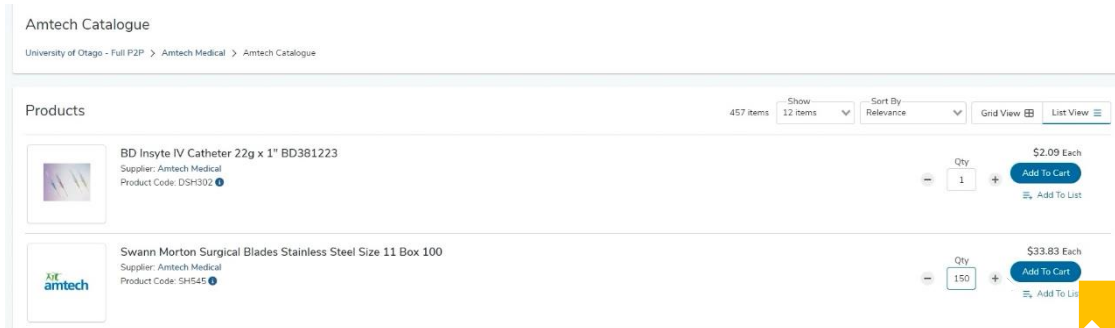 Amtech Catalogue
University of Otago - Full P2P > Amtech Medical > Amtech Catalogue
Products
457 items
Show
12 items
Sort By
Relevance
Grid View
List View
BD Insyte IV Catheter 22g x 1" BD381223
Supplier: Amtech Medical
Product Code: DSH302
Qty
- 1 +
$2.09 Each
Add To Cart
Add To List
amtech
Swann Morton Surgical Blades Stainless Steel Size 11 Box 100
Supplier: Amtech Medical
Product Code: SH545
Qty
- 150 +
$33.83 Each
Add To Cart
Add To Lis